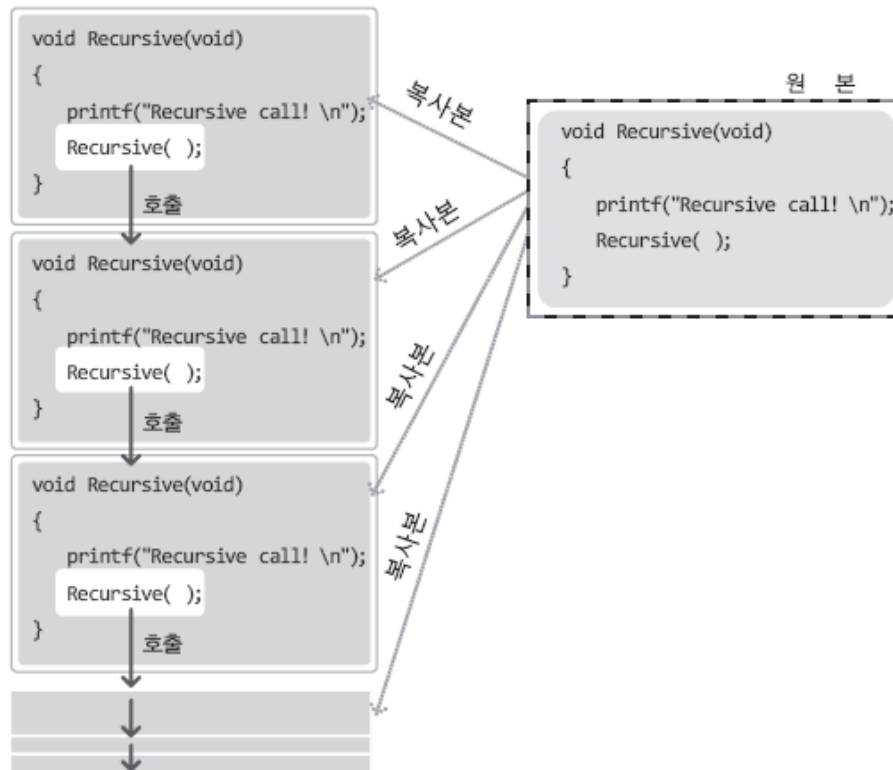 void Recursive(void)
{
printf("Recursive call! \n");
Recursive( );
}
호출
void Recursive(void)
{
printf("Recursive call! \n");
Recursive( );
}
호출
void Recursive(void)
{
printf("Recursive call! \n");
Recursive( );
}
호출
복사본
복사본
복사본
복사본
원 본
void Recursive(void)
{
printf("Recursive call! \n");
Recursive( );
}